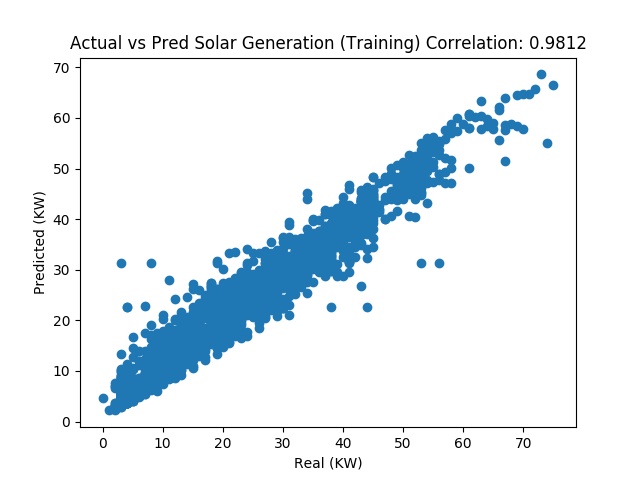 Actual vs Pred Solar Generation (Training) Correlation: 0.9812
70
60
50
40
30
20
10
0
Predicted (KW)
0 10 20 30 40 50 60 70
Real (KW)